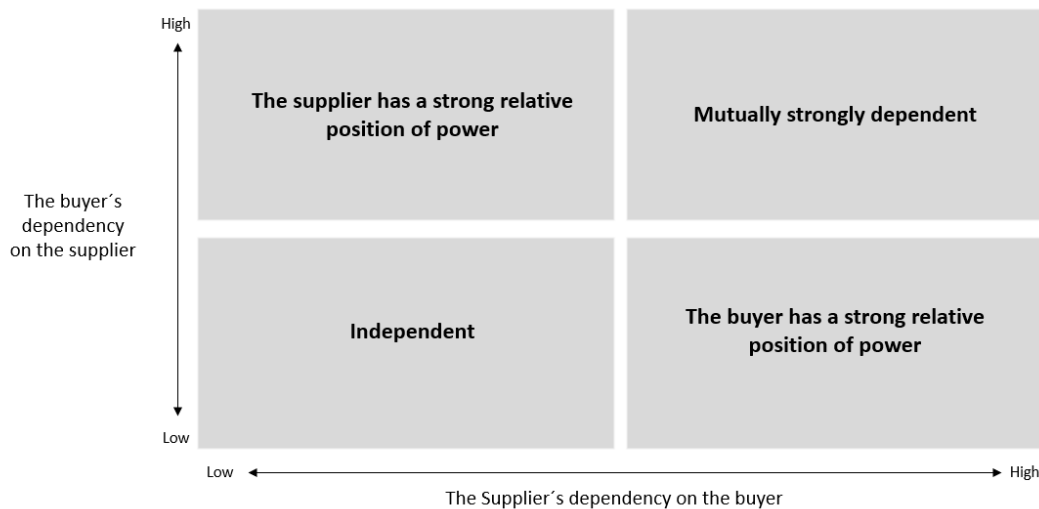 High
The supplier has a strong relative
position of power
Mutually strongly dependent
The buyer´s
dependency
on the supplier
Independent
The buyer has a strong relative
position of power
Low
Low
High
The Supplier´s dependency on the buyer